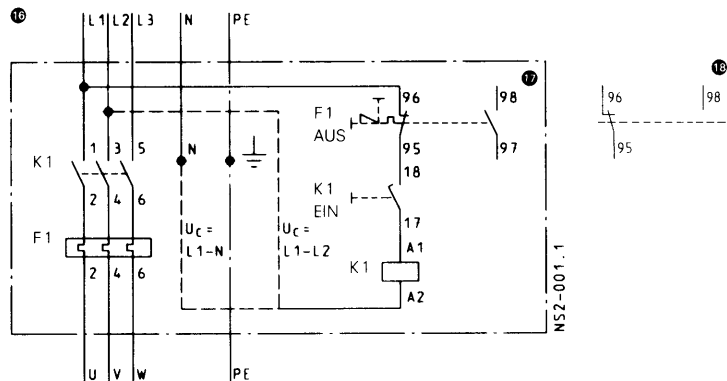 16
L1 L2 L3 N PE
17
18
96 98
F1
AUS
95 97
96 98
95
1 3 5
K1
2 4 6
N
18
K1
EIN
17
UC=
L1-N
UC=
L1-L2
F1
2 4 6
A1
K1
A2
NS2-001.1
U V W PE